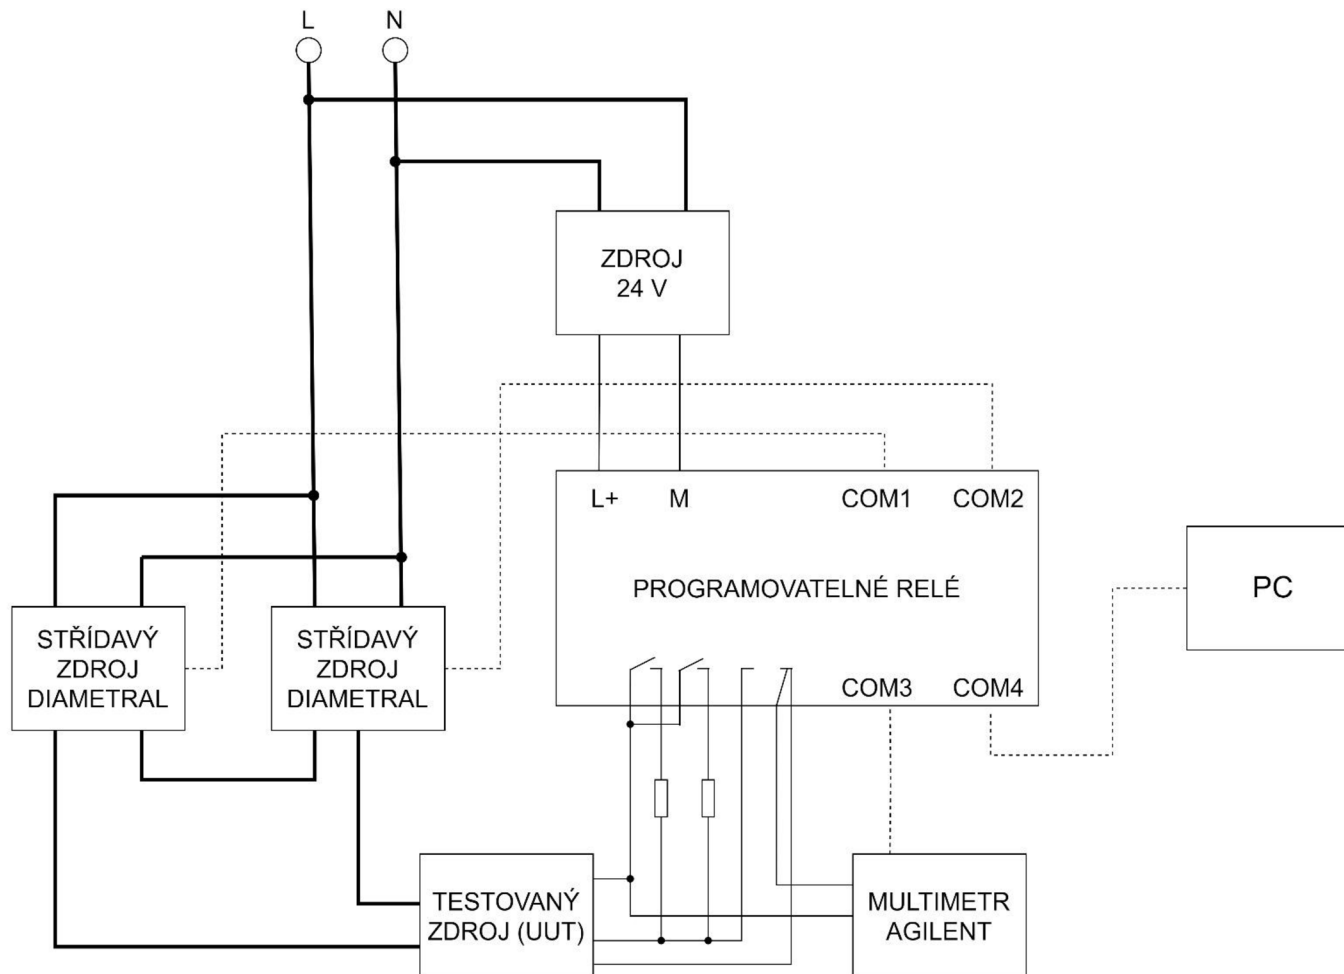 L N
ZDROJ
24 V
L+ M COM1 COM2
PROGRAMOVATELNÉ RELÉ
PC
STŘÍDAVÝ
ZDROJ
DIAMETRAL
STŘÍDAVÝ
ZDROJ
DIAMETRAL
COM3 COM4
TESTOVANÝ
ZDROJ (UUT)
MULTIMETR
AGILENT